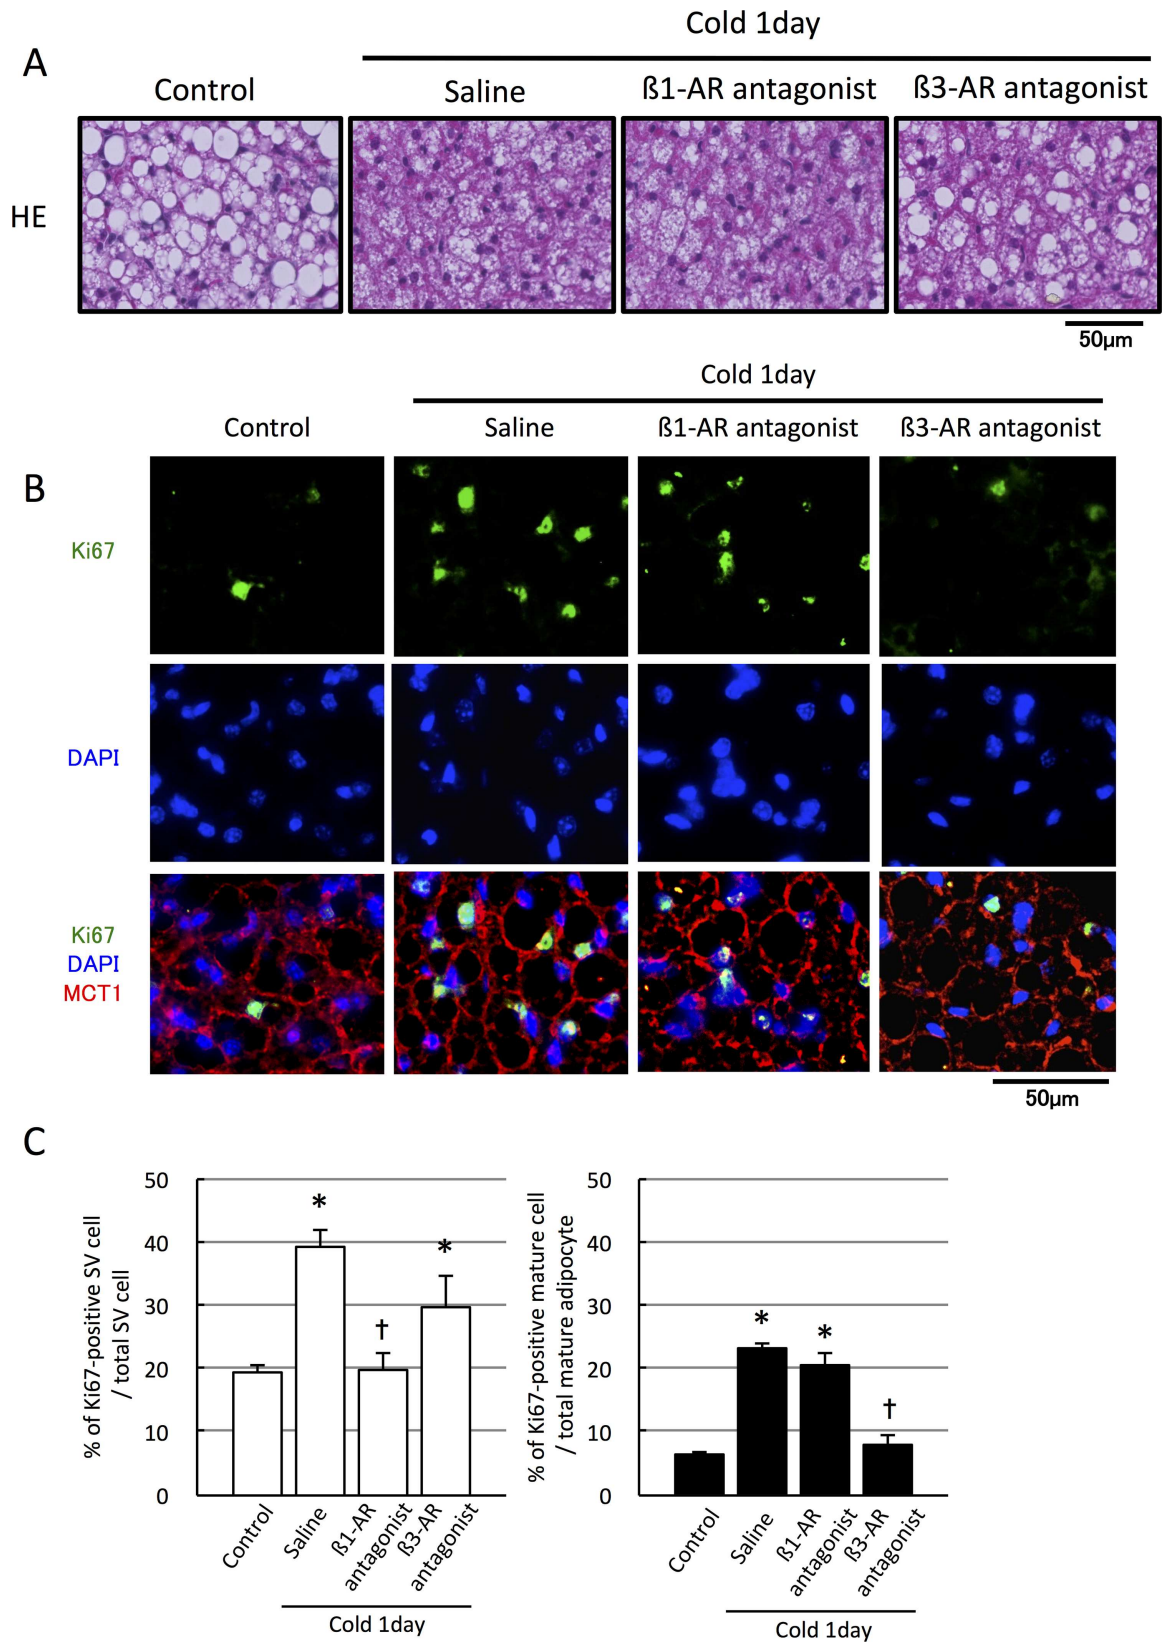 Cold 1day
A
Control
Saline
ß1-AR antagonist
ß3-AR antagonist
HE
50µm
Cold 1day
Control
Saline
ß1-AR antagonist
ß3-AR antagonist
B
Ki67
DAPI
Ki67
DAPI
MCT1
50µm
C
% of Ki67-positive SV cell
/ total SV cell
50
40
30
20
10
0
*
†
*
Control
Saline
ß1-AR
antagonist
ß3-AR
antagonist
Cold 1day
% of Ki67-positive mature cell
/ total mature adipocyte
50
40
30
20
10
0
*
*
†
Control
Saline
ß1-AR
antagonist
ß3-AR
antagonist
Cold 1day